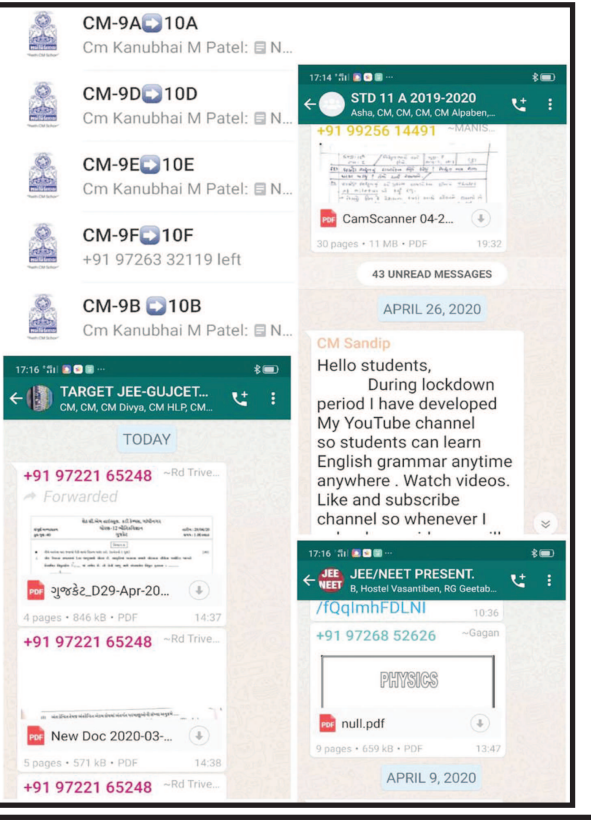 CM-9A➡10A
Cm Kanubhai M Patel: N...
CM-9D➡10D
Cm Kanubhai M Patel: N...
CM-9E➡10E
Cm Kanubhai M Patel: N...
CM-9F➡10F
+91 97263 32119 left
CM-9B ➡10B
Cm Kanubhai M Patel: N...
17:14
STD 11 A 2019-2020
Asha, CM, CM, CM, CM Alpaben,...
+91 99256 14491 ~MANIS...
PDF CamScanner 04-2...
30 pages • 11 MB • PDF 19:32
43 UNREAD MESSAGES
APRIL 26, 2020
CM Sandip
Hello students,
During lockdown
period I have developed
My YouTube channel
so students can learn
English grammar anytime
anywhere . Watch videos.
Like and subscribe
channel so whenever I
17:16
TARGET JEE-GUJCET...
CM, CM, CM Divya, CM HLP, CM...
TODAY
+91 97221 65248 ~Rd Trive...
Forwarded
PDF ગુજકેટ_D29-Apr-20...
4 pages • 846 kB • PDF 14:37
+91 97221 65248 ~Rd Trive...
PDF New Doc 2020-03-...
5 pages • 571 kB • PDF 14:38
+91 97221 65248 ~Rd Trive...
17:16
JEE NEET
JEE/NEET PRESENT.
B, Hostel Vasantiben, RG Geetab...
/fQqImhFDLNI 10:36
+91 97268 52626 ~Gagan
PHYSICS
PDF null.pdf
9 pages • 659 kB • PDF 13:47
APRIL 9, 2020